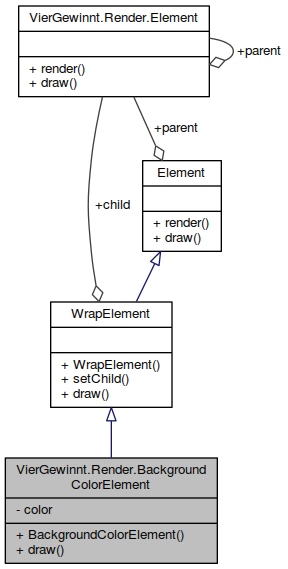 VierGewinnt.Render.Element
+ render()
+ draw()
+parent
+parent
Element
+ render()
+ draw()
+child
WrapElement
+ WrapElement()
+ setChild()
+ draw()
VierGewinnt.Render.Background
ColorElement
- color
+ BackgroundColorElement()
+ draw()